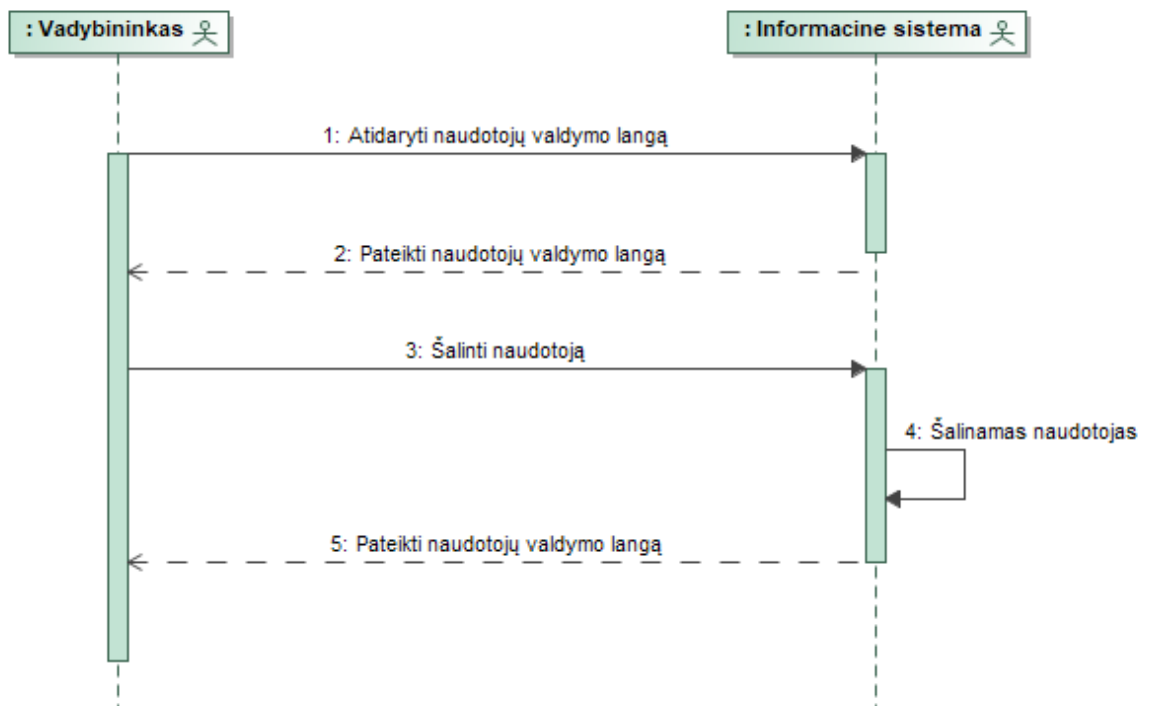 : Vadybininkas
: Informacine sistema
1: Atidaryti naudotojų valdymo langą
2: Pateikti naudotojų valdymo langą
3: Šalinti naudotoją
4: Šalinamas naudotojas
5: Pateikti naudotojų valdymo langą